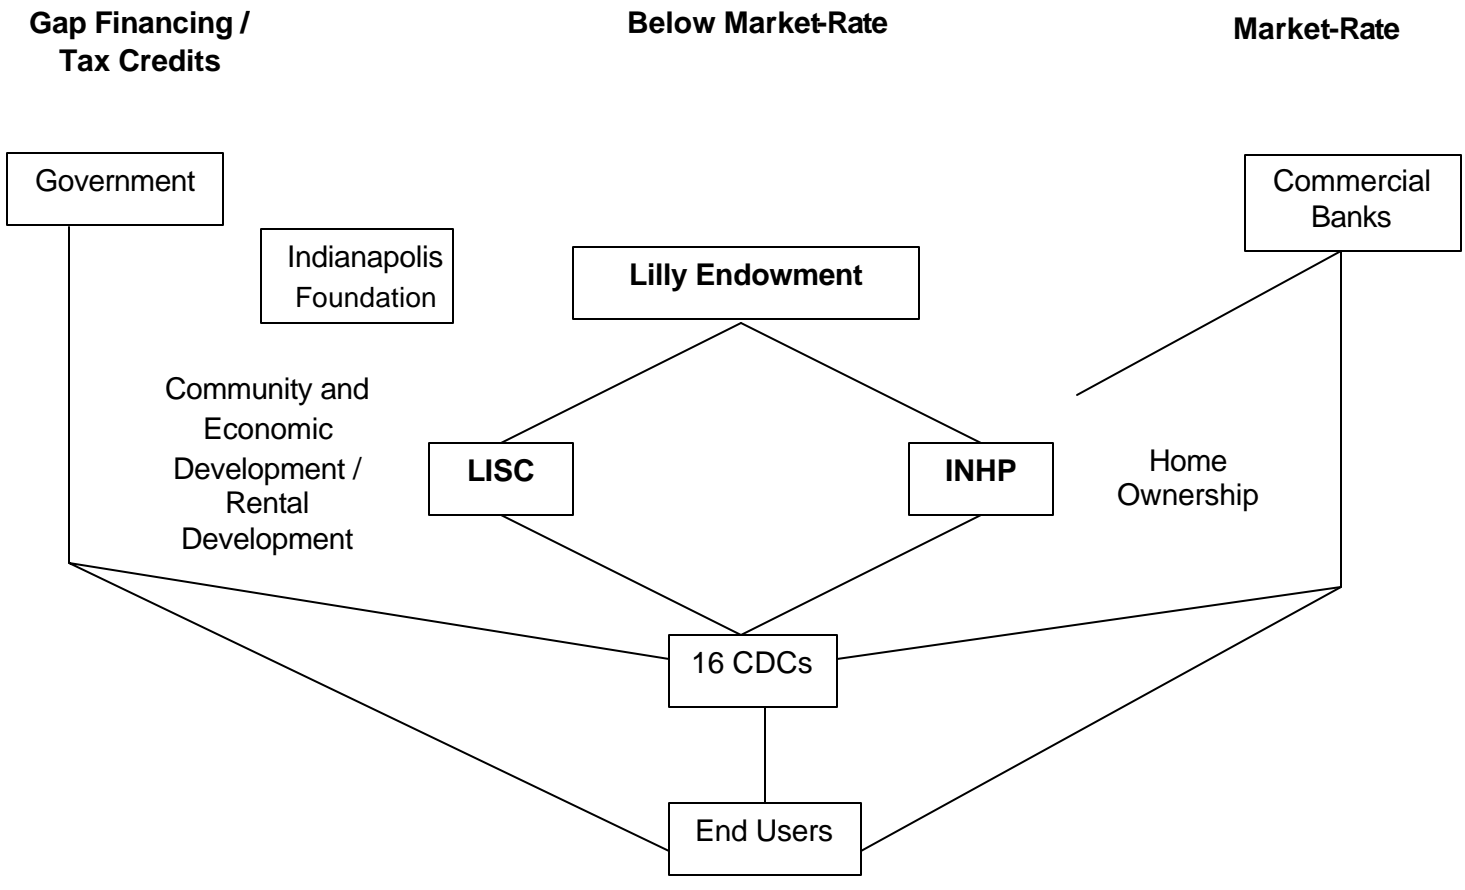 Gap Financing /
Tax Credits
Below Market-Rate
Market-Rate
Government
Commercial
Banks
Indianapolis
Foundation
Lilly Endowment
Community and
Economic
Development /
Rental
Development
LISC
INHP
Home
Ownership
16 CDCs
End Users